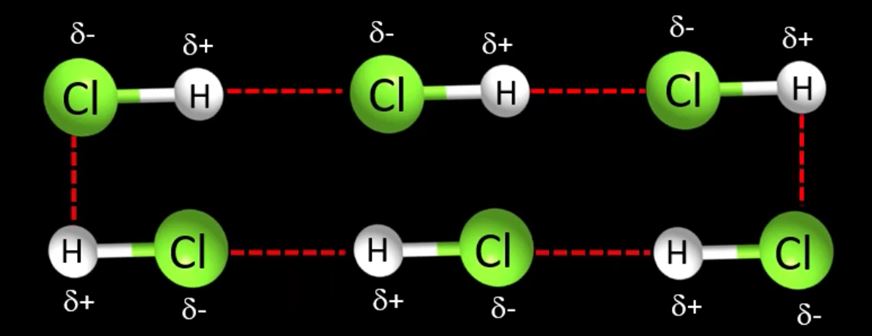 δ- δ+ δ- δ+ δ- δ+
Cl H Cl H Cl H
H Cl H Cl H Cl
δ+ δ- δ+ δ- δ+ δ-